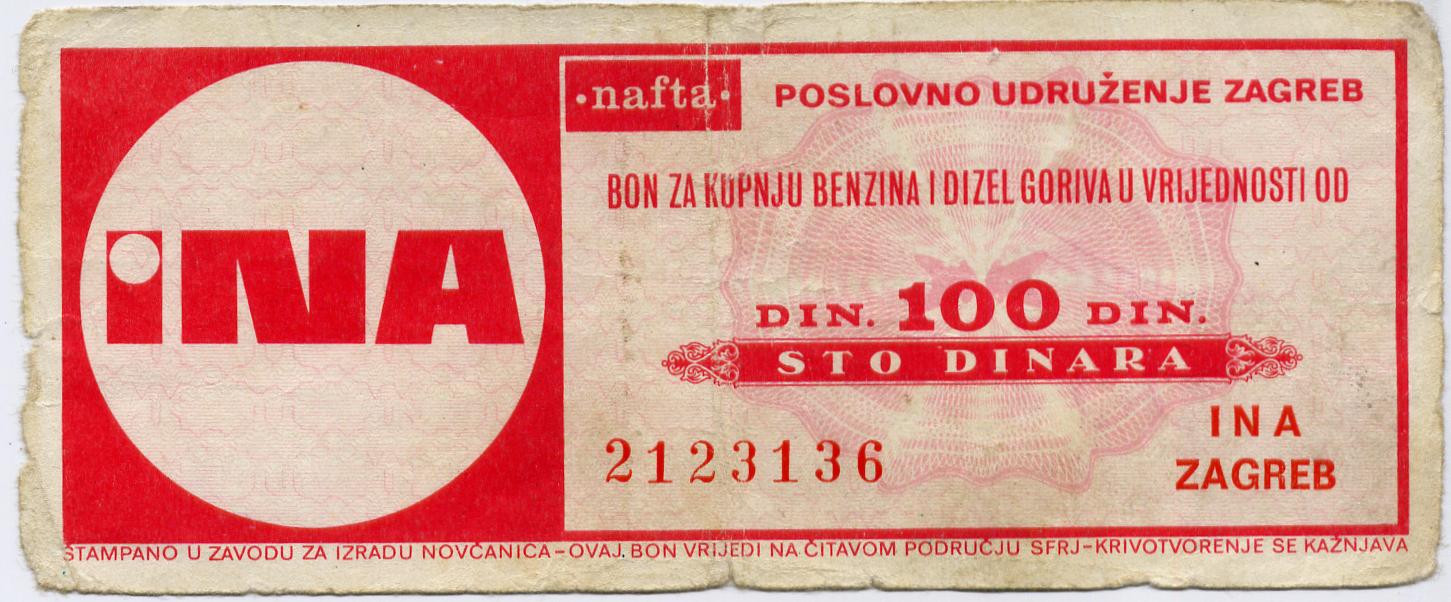 iNA
·nafta·
POSLOVNO UDRUŽENJE ZAGREB
BON ZA KUPNJU BENZINA I DIZEL GORIVA U VRIJEDNOSTI OD
DIN. 100 DIN.
STO DINARA
2123136
INA
ZAGREB
ŠTAMPANO U ZAVODU ZA IZRADU NOVČANICA–OVAJ BON VRIJEDI NA ČITAVOM PODRUČJU SFRJ–KRIVOTVORENJE SE KAŽNJAVA